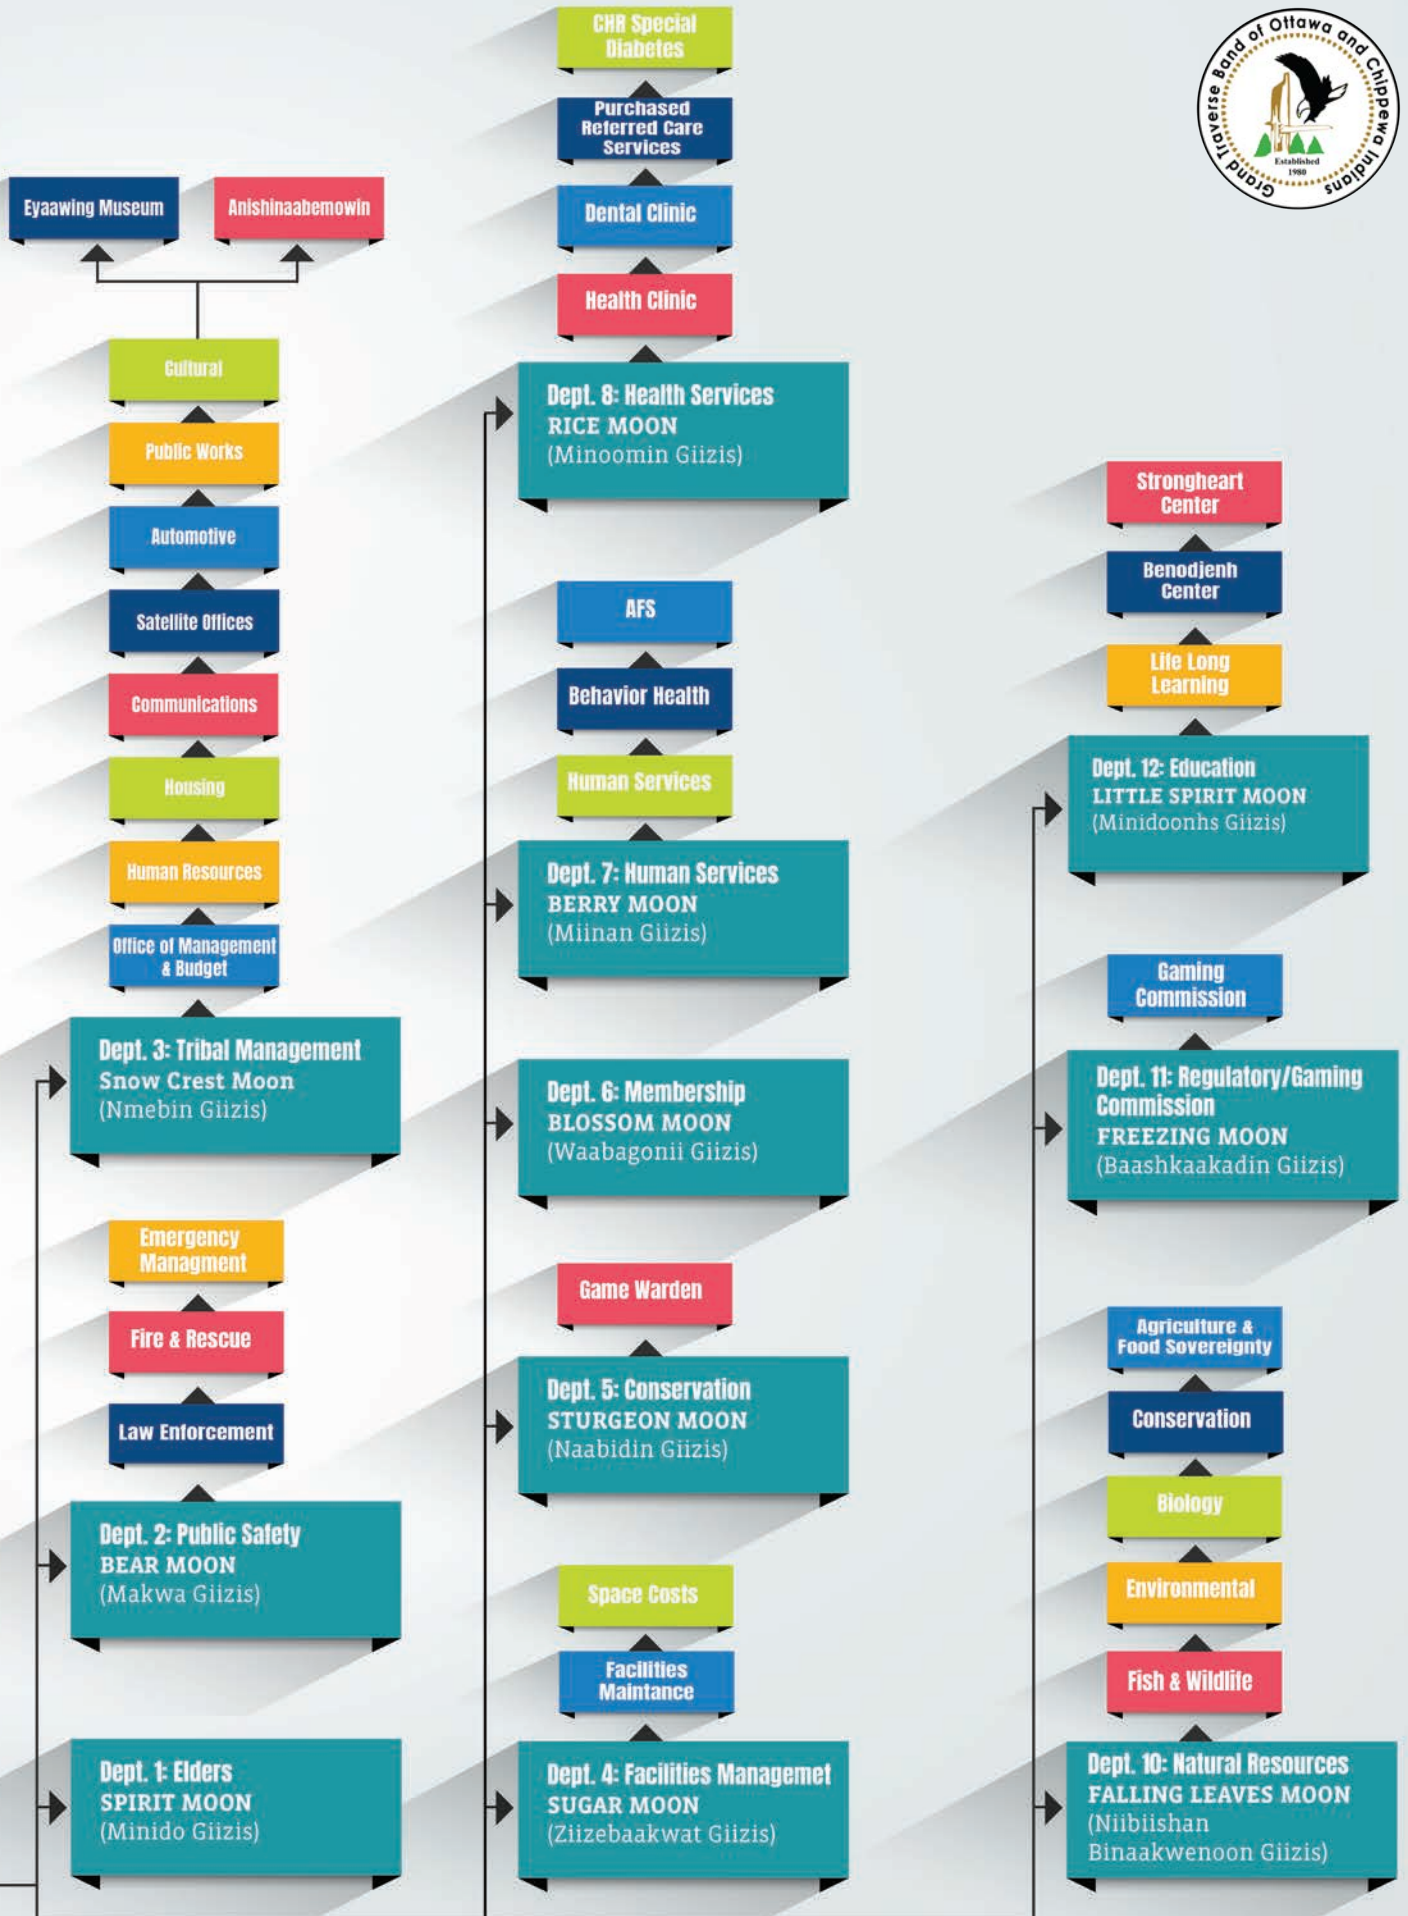 Eyaawing Museum
Anishinaabemowin
Cultural
Public Works
Automotive
Satellite Offices
Communications
Housing
Human Resources
Office of Management
& Budget
Dept. 3: Tribal Management
Snow Crest Moon
(Nmebin Giizis)
Emergency
Managment
Fire & Rescue
Law Enforcement
Dept. 2: Public Safety
BEAR MOON
(Makwa Giizis)
Dept. 1: Elders
SPIRIT MOON
(Minido Giizis)
CHR Special
Diabetes
Purchased
Referred Care
Services
Dental Clinic
Health Clinic
Dept. 8: Health Services
RICE MOON
(Minoomin Giizis)
AFS
Behavior Health
Human Services
Dept. 7: Human Services
BERRY MOON
(Miinan Giizis)
Dept. 6: Membership
BLOSSOM MOON
(Waabagonii Giizis)
Game Warden
Dept. 5: Conservation
STURGEON MOON
(Naabidin Giizis)
Space Costs
Facilities
Maintance
Dept. 4: Facilities Managemet
SUGAR MOON
(Ziizebaakwat Giizis)
Grand Traverse Band of Ottawa and Chippewa Indians
Established
1980
Strongheart
Center
Benodjenh
Center
Life Long
Learning
Dept. 12: Education
LITTLE SPIRIT MOON
(Minidoonhs Giizis)
Gaming
Commission
Dept. 11: Regulatory/Gaming
Commission
FREEZING MOON
(Baashkaakadin Giizis)
Agriculture &
Food Sovereignty
Conservation
Biology
Environmental
Fish & Wildlife
Dept. 10: Natural Resources
FALLING LEAVES MOON
(Niibiishan
Binaakwenoon Giizis)